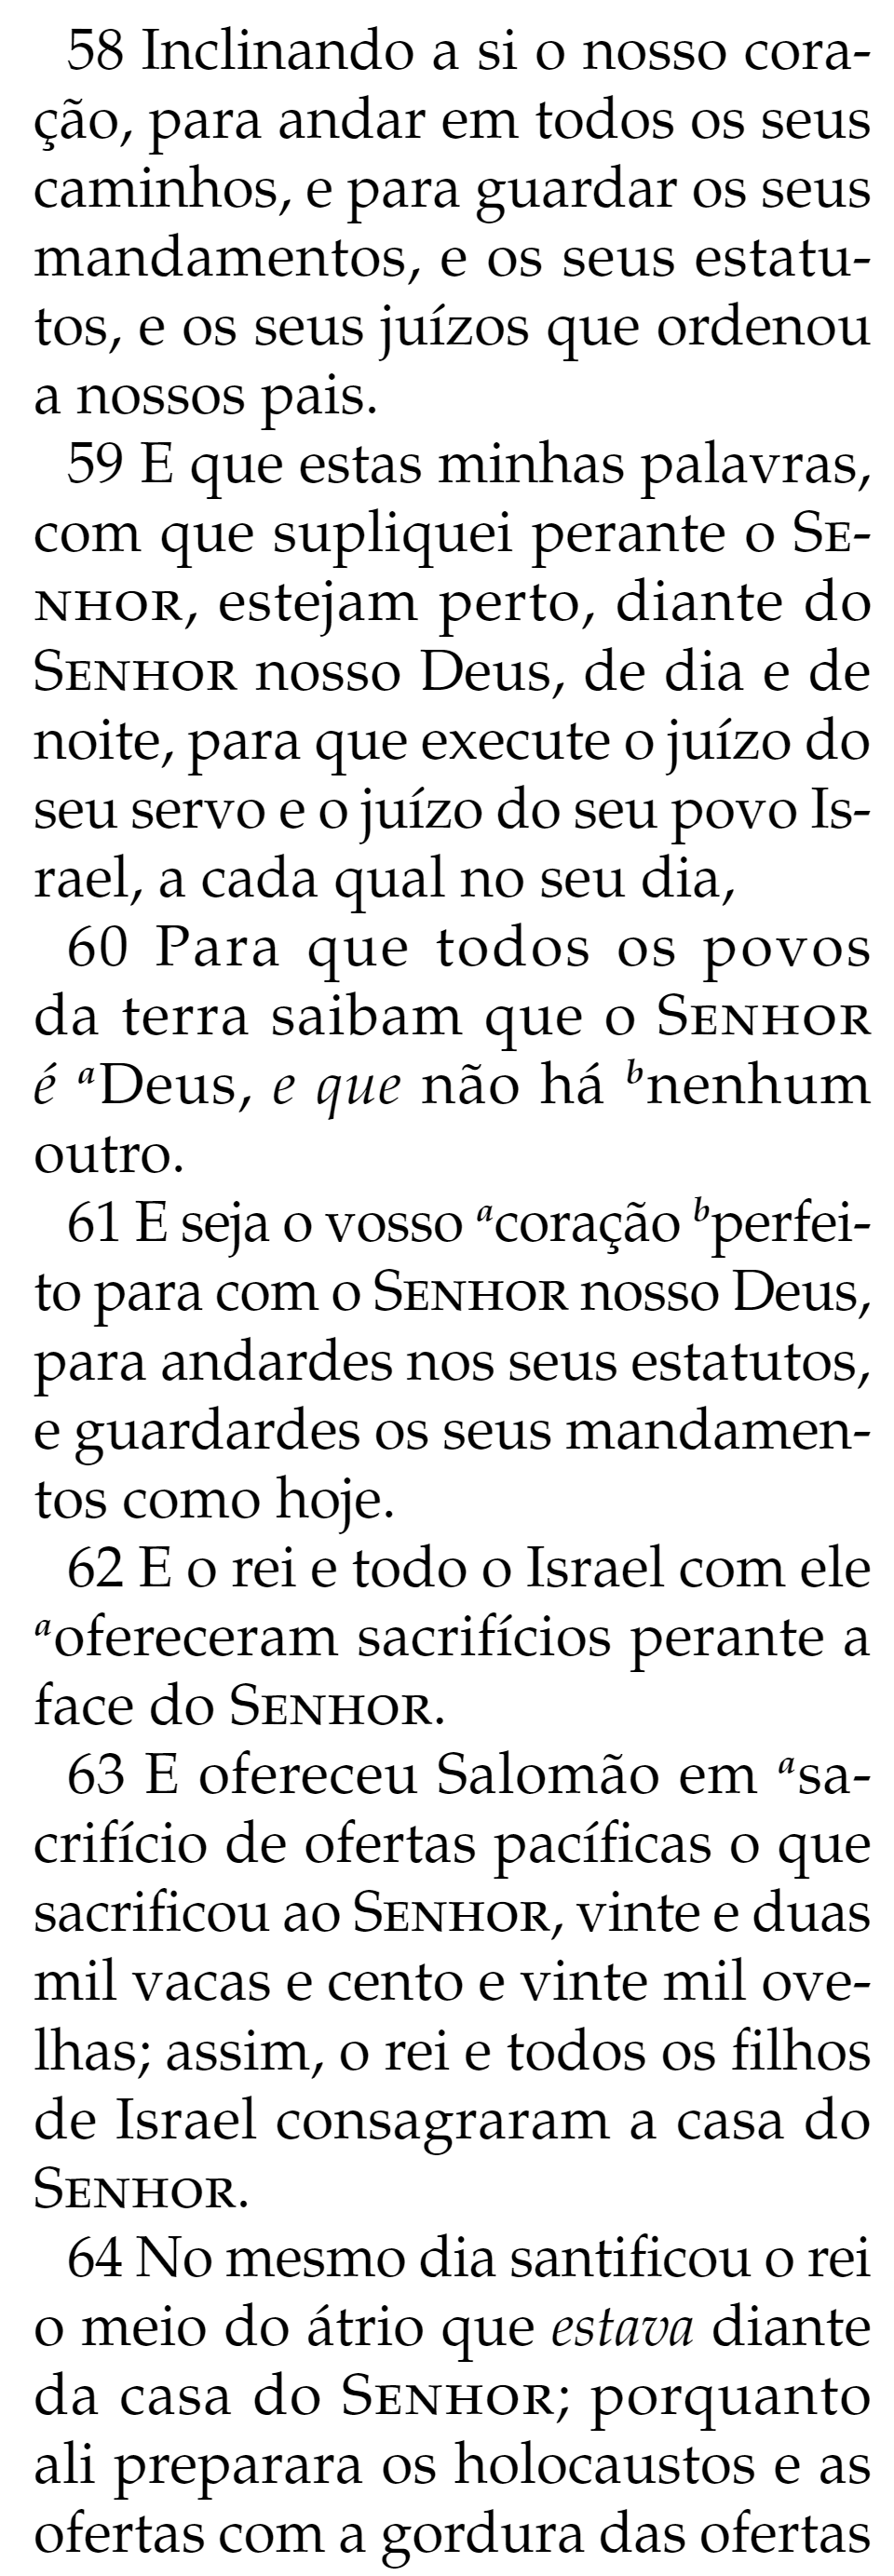 58 Inclinando a si o nosso cora-
ção, para andar em todos os seus
caminhos, e para guardar os seus
mandamentos, e os seus estatu-
tos, e os seus juízos que ordenou
a nossos pais.
59 E que estas minhas palavras,
com que supliquei perante o SE-
NHOR, estejam perto, diante do
SENHOR nosso Deus, de dia e de
noite, para que execute o juízo do
seu servo e o juízo do seu povo Is-
rael, a cada qual no seu dia,
60 Para que todos os povos
da terra saibam que o SENHOR
é aDeus, e que não há bnenhum
outro.
61 E seja o vosso acoração bperfei-
to para com o SENHOR nosso Deus,
para andardes nos seus estatutos,
e guardardes os seus mandamen-
tos como hoje.
62 E o rei e todo o Israel com ele
aofereceram sacrifícios perante a
face do SENHOR.
63 E ofereceu Salomão em asa-
crifício de ofertas pacíficas o que
sacrificou ao SENHOR, vinte e duas
mil vacas e cento e vinte mil ove-
lhas; assim, o rei e todos os filhos
de Israel consagraram a casa do
SENHOR.
64 No mesmo dia santificou o rei
o meio do átrio que estava diante
da casa do SENHOR; porquanto
ali preparara os holocaustos e as
ofertas com a gordura das ofertas